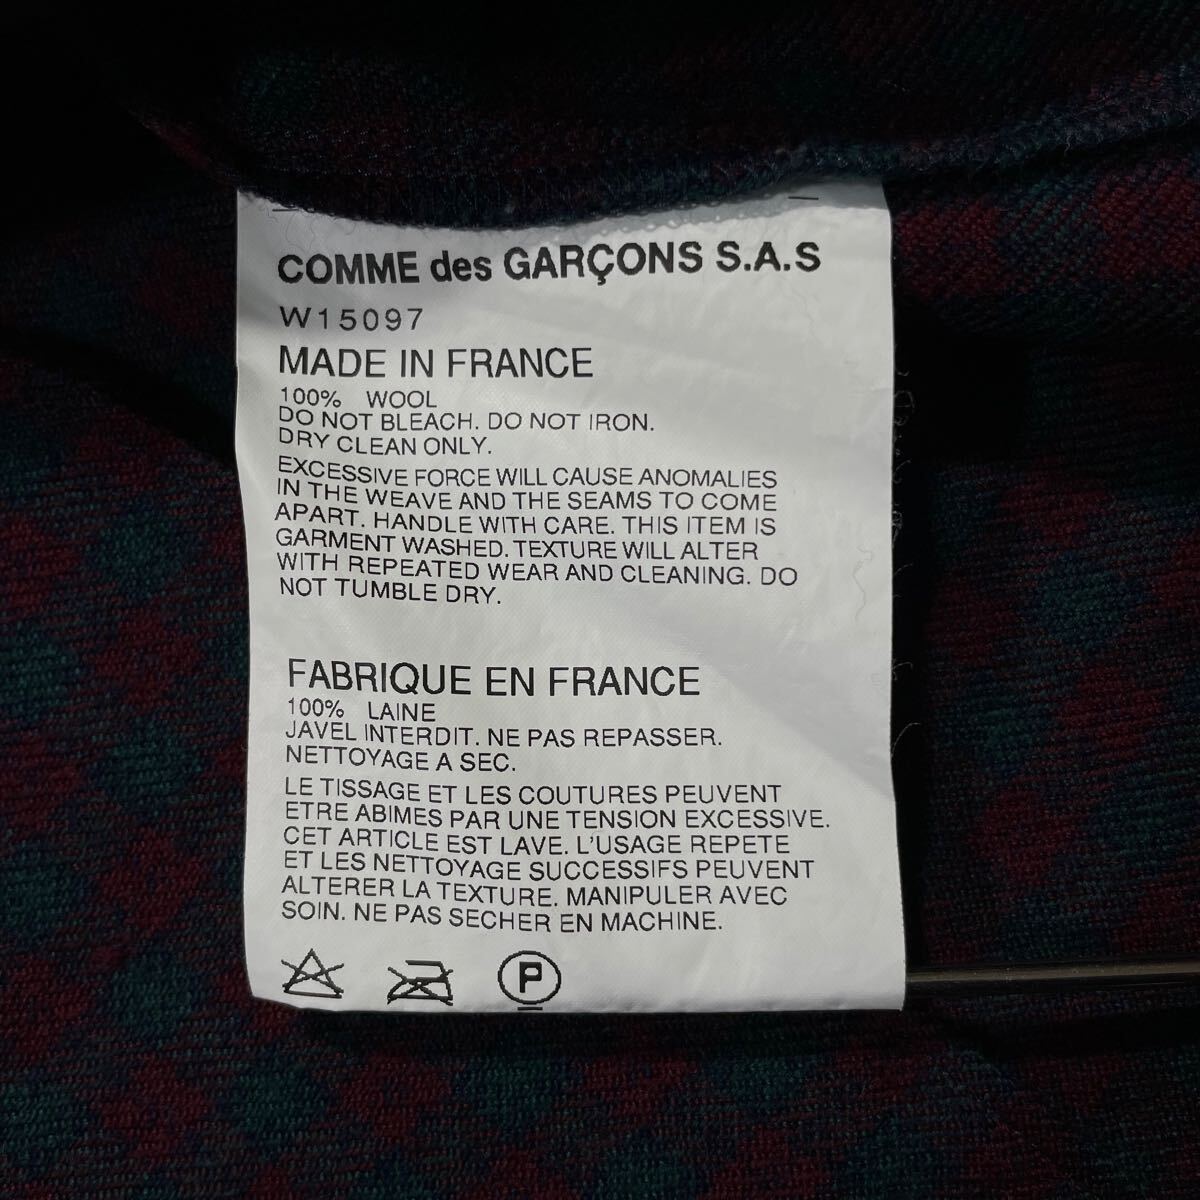 COMME des GARÇONS S.A.S
W15097
MADE IN FRANCE
100% WOOL
DO NOT BLEACH. DO NOT IRON.
DRY CLEAN ONLY.
EXCESSIVE FORCE WILL CAUSE ANOMALIES
IN THE WEAVE AND THE SEAMS TO COME
APART. HANDLE WITH CARE. THIS ITEM IS
GARMENT WASHED. TEXTURE WILL ALTER
WITH REPEATED WEAR AND CLEANING. DO
NOT TUMBLE DRY.
FABRIQUE EN FRANCE
100% LAINE
JAVEL INTERDIT. NE PAS REPASSER.
NETTOYAGE A SEC.
LE TISSAGE ET LES COUTURES PEUVENT
ETRE ABIMES PAR UNE TENSION EXCESSIVE.
CET ARTICLE EST LAVE. L'USAGE REPETE
ET LES NETTOYAGE SUCCESSIFS PEUVENT
ALTERER LA TEXTURE. MANIPULER AVEC
SOIN. NE PAS SECHER EN MACHINE.
P